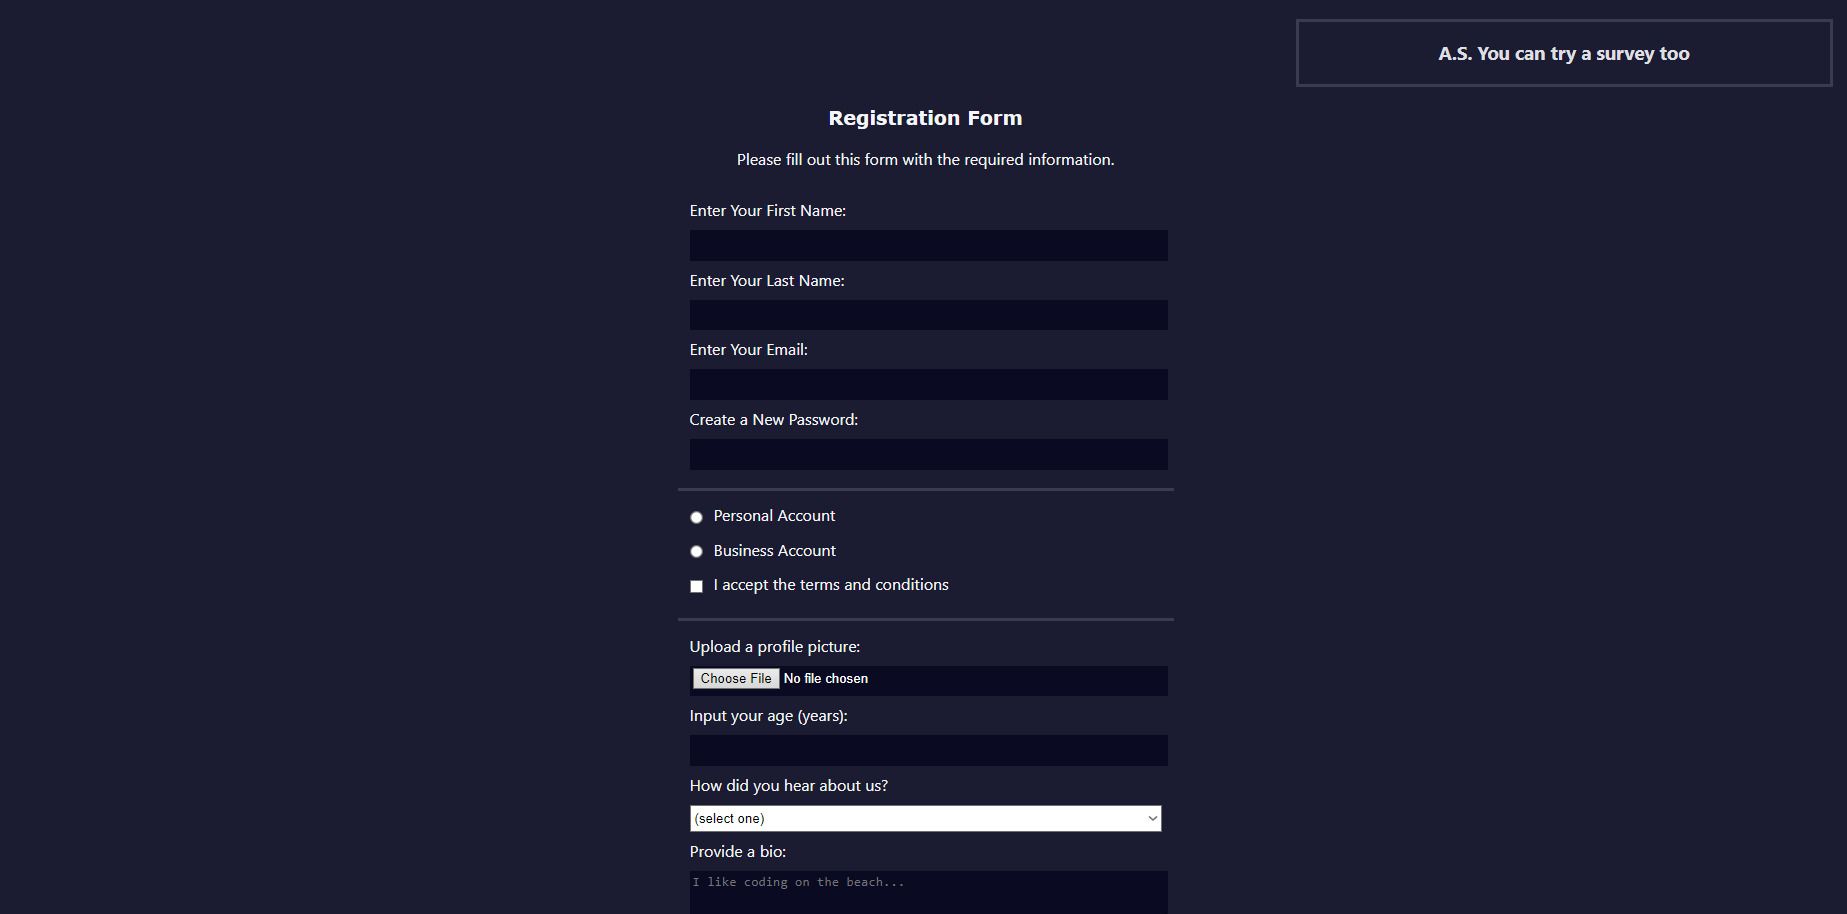 A.S. You can try a survey too
Registration Form
Please fill out this form with the required information.
Enter Your First Name:
Enter Your Last Name:
Enter Your Email:
Create a New Password:
Personal Account
Business Account
I accept the terms and conditions
Upload a profile picture:
Choose File No file chosen
Input your age (years):
How did you hear about us?
(select one)
Provide a bio:
I like coding on the beach...